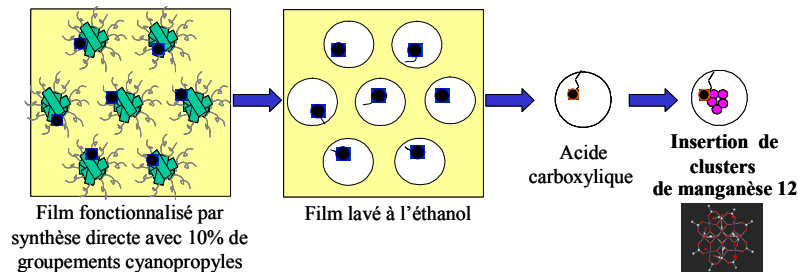 Film fonctionnalisé par
synthèse directe avec 10% de
groupements cyanopropyles
Film lavé à l'éthanol
Acide
carboxylique
Insertion de
clusters
de manganèse 12